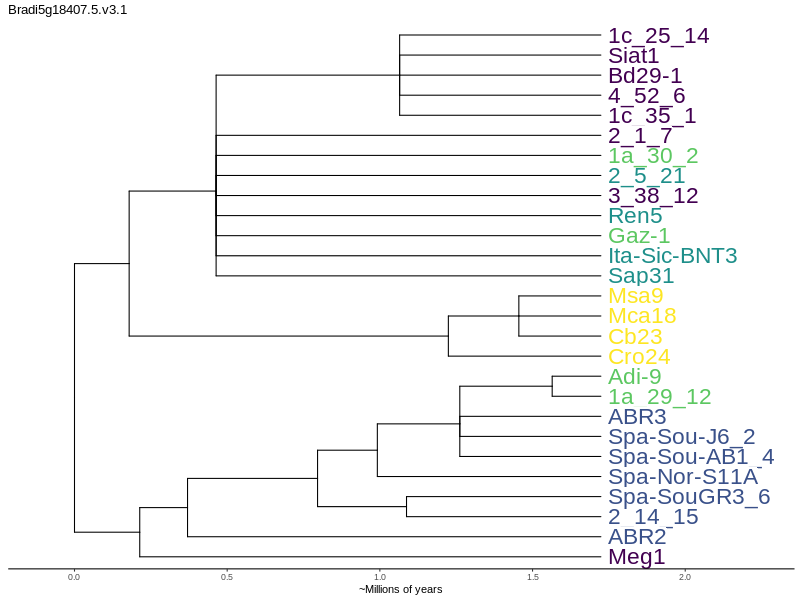 Bradi5g18407.5.v3.1
1c_25_14
Siat1
Bd29-1
4_52_6
1c_35_1
2_1_7
1a_30_2
2_5_21
3_38_12
Ren5
Gaz-1
Ita-Sic-BNT3
Sap31
Msa9
Mca18
Cb23
Cro24
Adi-9
1a_29_12
ABR3
Spa-Sou-J6_2
Spa-Sou-AB1_4
Spa-Nor-S11A
Spa-SouGR3_6
2_14_15
ABR2
Meg1
0.0 0.5 1.0 1.5 2.0
~Millions of years